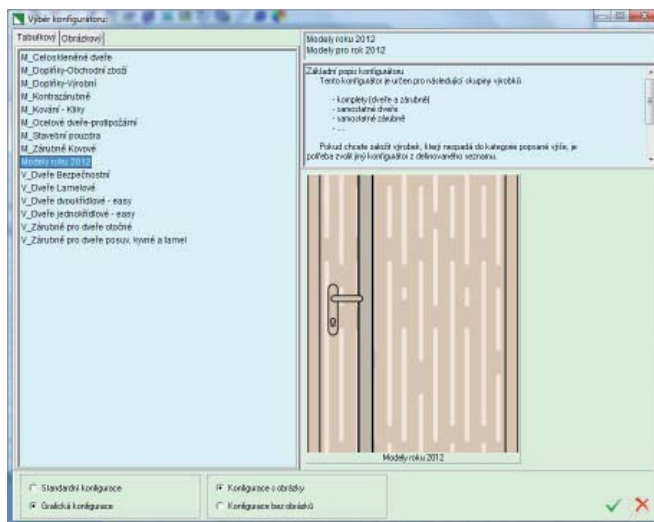 Výběr konfigurátoru:
Tabulkový Obrázkový
M_Celoskleněné dveře
M_Doplňky-Obchodní zboží
M_Doplňky-Výrobní
M_Kontrazárubně
M_Kování - Kliky
M_Ocelové dveře-protipožární
M_Stavební pouzdra
M_Zárubně Kovové
Modely roku 2012
V_Dveře Bezpečnostní
V_Dveře Lamelové
V_Dveře dvoukřídlové - easy
V_Dveře jednokřídlové - easy
V_Zárubně pro dveře otočné
V_Zárubně pro dveře posuv, kyvné a lamel
Modely roku 2012
Modely pro rok 2012
Základní popis konfigurátoru
Tento konfigurátor je určen pro následující skupiny výrobků
- komplety (dveře a zárubně)
- samostatné dveře
- samostatné zárubně
- ...
Pokud chcete založit výrobek, který nespadá do kategorie popsané výše, je
potřeba zvolit jiný konfigurátor z definovaného seznamu.
Modely roku 2012
Standardní konfigurace
Grafická konfigurace
Konfigurace s obrázky
Konfigurace bez obrázků